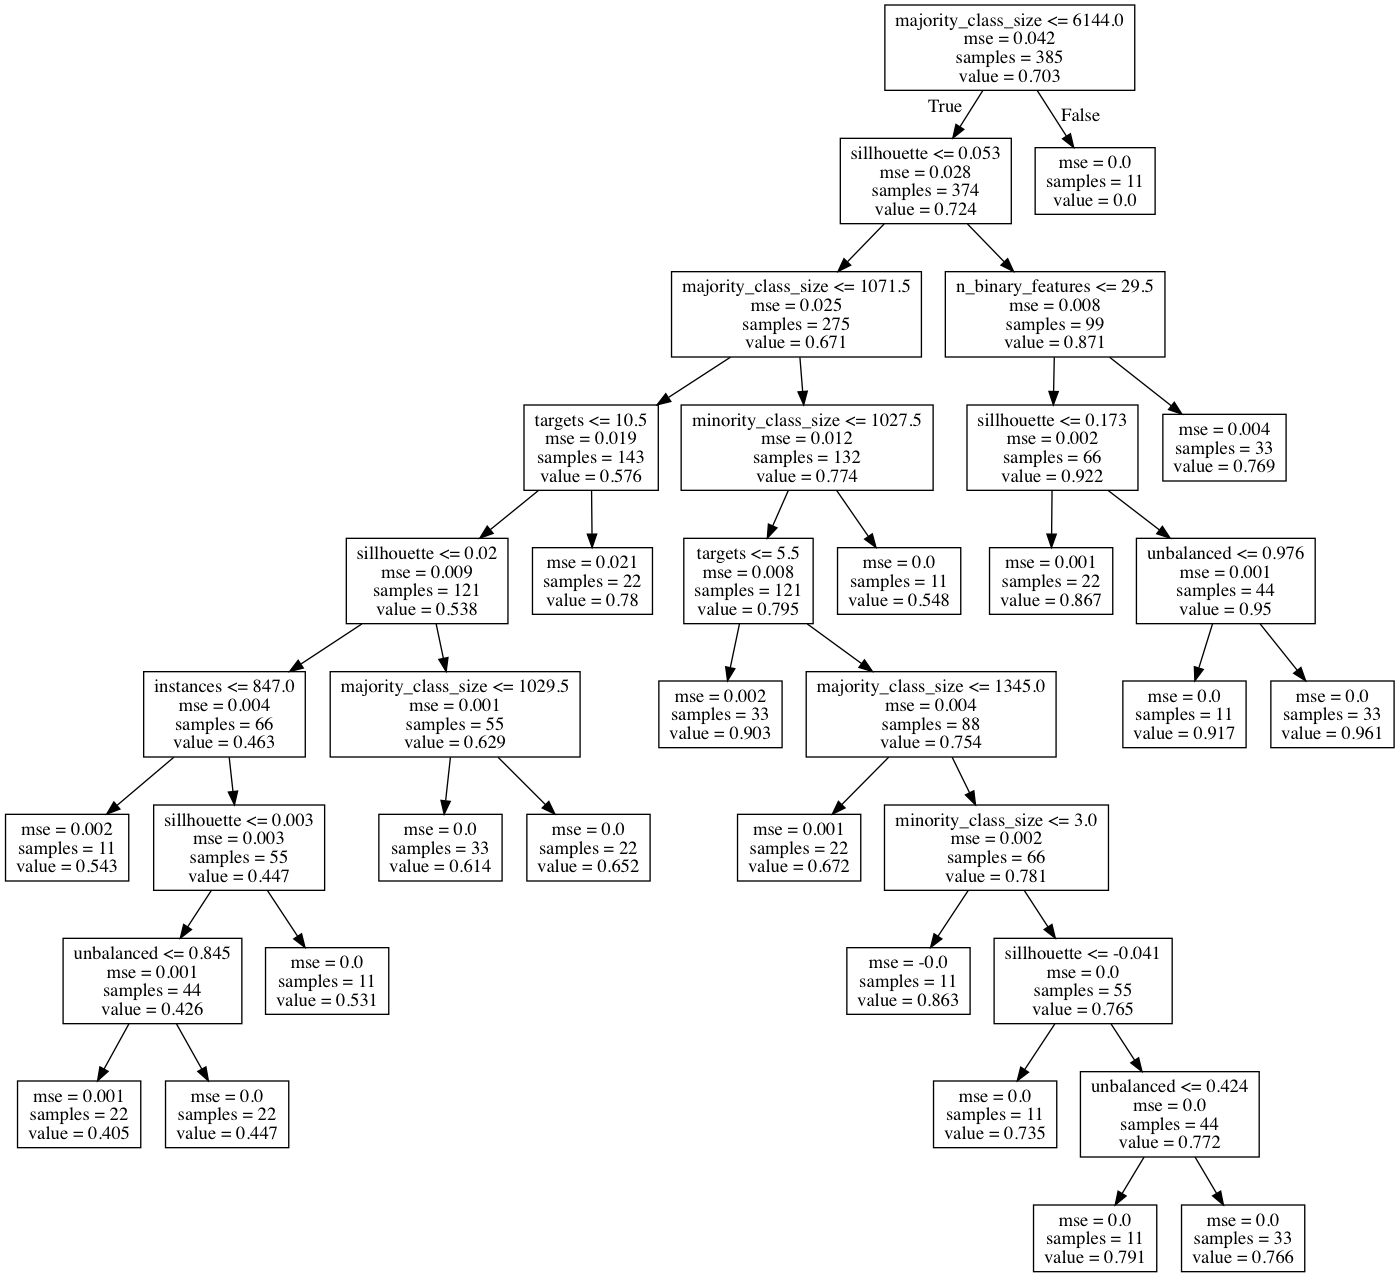 majority_class_size <= 6144.0
mse = 0.042
samples = 385
value = 0.703
True
False
sillhouette <= 0.053
mse = 0.028
samples = 374
value = 0.724
mse = 0.0
samples = 11
value = 0.0
majority_class_size <= 1071.5
mse = 0.025
samples = 275
value = 0.671
n_binary_features <= 29.5
mse = 0.008
samples = 99
value = 0.871
targets <= 10.5
mse = 0.019
samples = 143
value = 0.576
minority_class_size <= 1027.5
mse = 0.012
samples = 132
value = 0.774
sillhouette <= 0.173
mse = 0.002
samples = 66
value = 0.922
mse = 0.004
samples = 33
value = 0.769
sillhouette <= 0.02
mse = 0.009
samples = 121
value = 0.538
mse = 0.021
samples = 22
value = 0.78
targets <= 5.5
mse = 0.008
samples = 121
value = 0.795
mse = 0.0
samples = 11
value = 0.548
mse = 0.001
samples = 22
value = 0.867
unbalanced <= 0.976
mse = 0.001
samples = 44
value = 0.95
instances <= 847.0
mse = 0.004
samples = 66
value = 0.463
majority_class_size <= 1029.5
mse = 0.001
samples = 55
value = 0.629
mse = 0.002
samples = 33
value = 0.903
majority_class_size <= 1345.0
mse = 0.004
samples = 88
value = 0.754
mse = 0.0
samples = 11
value = 0.917
mse = 0.0
samples = 33
value = 0.961
mse = 0.002
samples = 11
value = 0.543
sillhouette <= 0.003
mse = 0.003
samples = 55
value = 0.447
mse = 0.0
samples = 33
value = 0.614
mse = 0.0
samples = 22
value = 0.652
mse = 0.001
samples = 22
value = 0.672
minority_class_size <= 3.0
mse = 0.002
samples = 66
value = 0.781
unbalanced <= 0.845
mse = 0.001
samples = 44
value = 0.426
mse = 0.0
samples = 11
value = 0.531
mse = -0.0
samples = 11
value = 0.863
sillhouette <= -0.041
mse = 0.0
samples = 55
value = 0.765
mse = 0.001
samples = 22
value = 0.405
mse = 0.0
samples = 22
value = 0.447
mse = 0.0
samples = 11
value = 0.735
unbalanced <= 0.424
mse = 0.0
samples = 44
value = 0.772
mse = 0.0
samples = 11
value = 0.791
mse = 0.0
samples = 33
value = 0.766